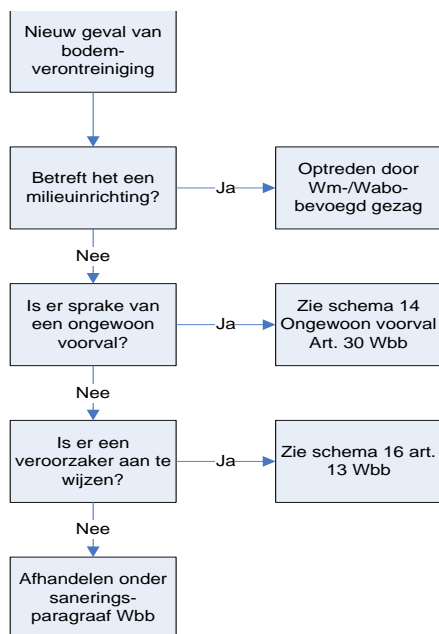 Nieuw geval van
bodem-
verontreiniging
Betreft het een
milieuinrichting?
Ja
Optreden door
Wm-/Wabo-
bevoegd gezag
Nee
Is er sprake van
een ongewoon
voorval?
Ja
Zie schema 14
Ongewoon voorval
Art. 30 Wbb
Nee
Is er een
veroorzaker aan te
wijzen?
Ja
Zie schema 16 art.
13 Wbb
Nee
Afhandelen onder
sanerings-
paragraaf Wbb